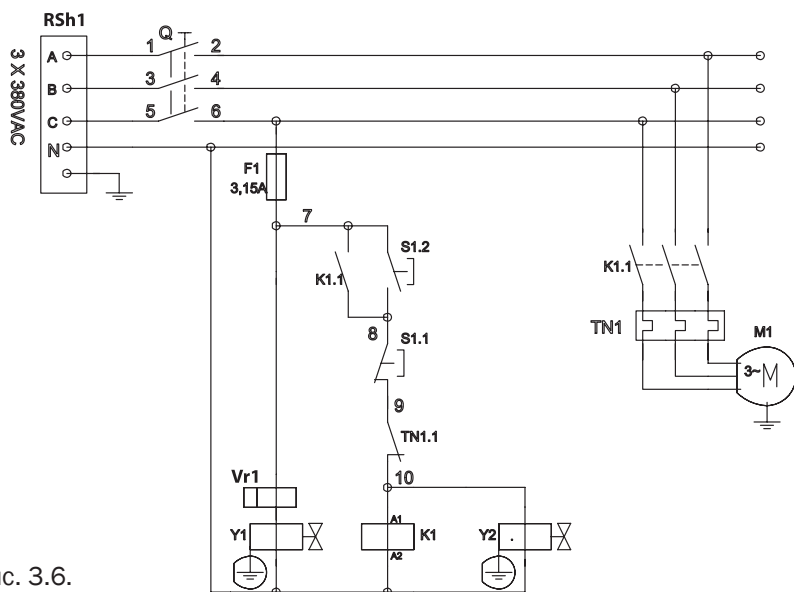 RSh1
3 X 380VAC
A
B
C
N
1
Q
2
3
4
5
6
F1
3,15A
7
K1.1
S1.2
8
S1.1
9
TN1.1
10
Vr1
Y1
A1
K1
A2
Y2
K1.1
TN1
M1
3~
M
ис. 3.6.